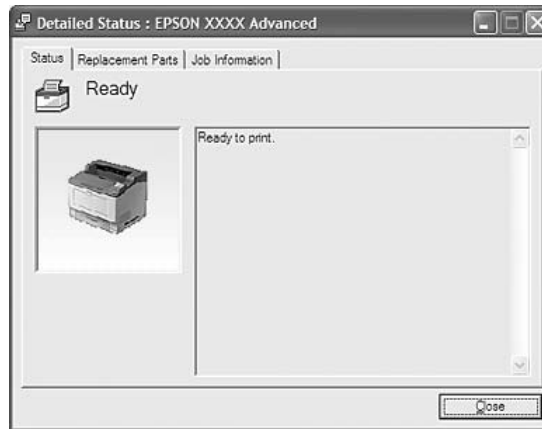 Detailed Status : EPSON XXXX Advanced
Status Replacement Parts Job Information
Ready
Ready to print.
Close